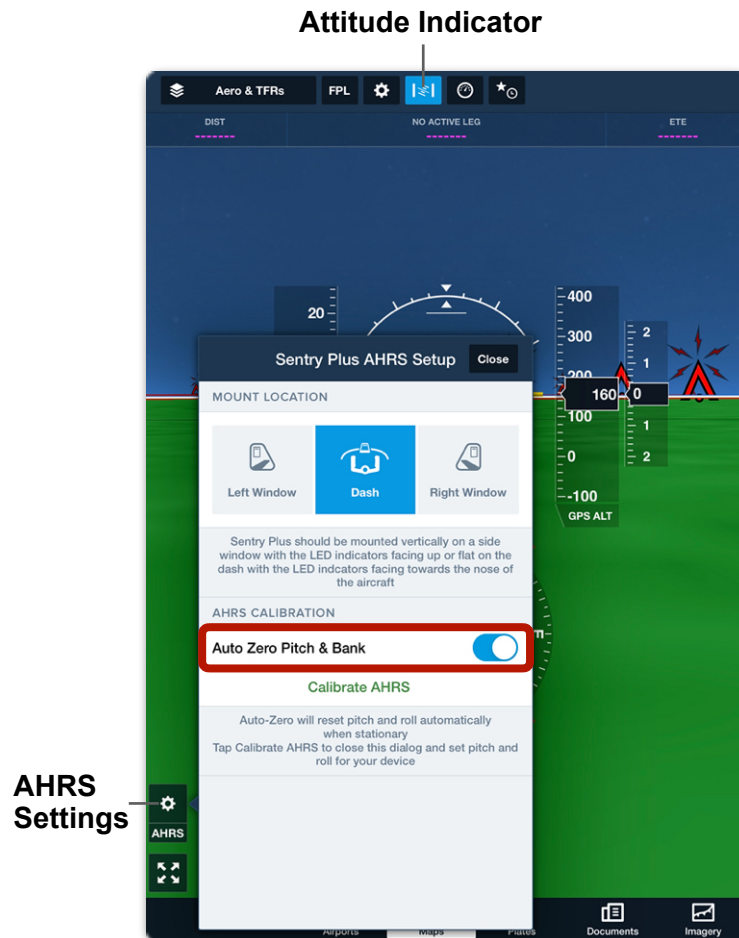 Attitude Indicator
Aero & TFRs
FPL
DIST
NO ACTIVE LEG
ETE
-------
-------
-------
20
400
300
200
100
0
-100
GPS ALT
160
2
1
0
1
2
Sentry Plus AHRS Setup
Close
MOUNT LOCATION
Left Window
Dash
Right Window
Sentry Plus should be mounted vertically on a side
window with the LED indicators facing up or flat on the
dash with the LED indcators facing towards the nose of
the aircraft
AHRS CALIBRATION
Auto Zero Pitch & Bank
E
Calibrate AHRS
Auto-Zero will reset pitch and roll automatically
when stationary
Tap Calibrate AHRS to close this dialog and set pitch and
roll for your device
AHRS
Settings
AHRS
Airports
Maps
Plates
Documents
Imagery